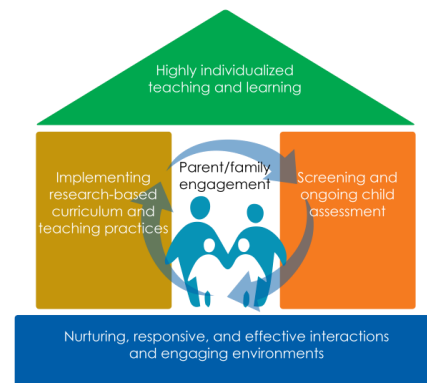 Highly individualized
teaching and learning
Implementing
research-based
curriculum and
teaching practices
Parent/family
engagement
Screening and
ongoing child
assessment
Nurturing, responsive, and effective interactions
and engaging environments